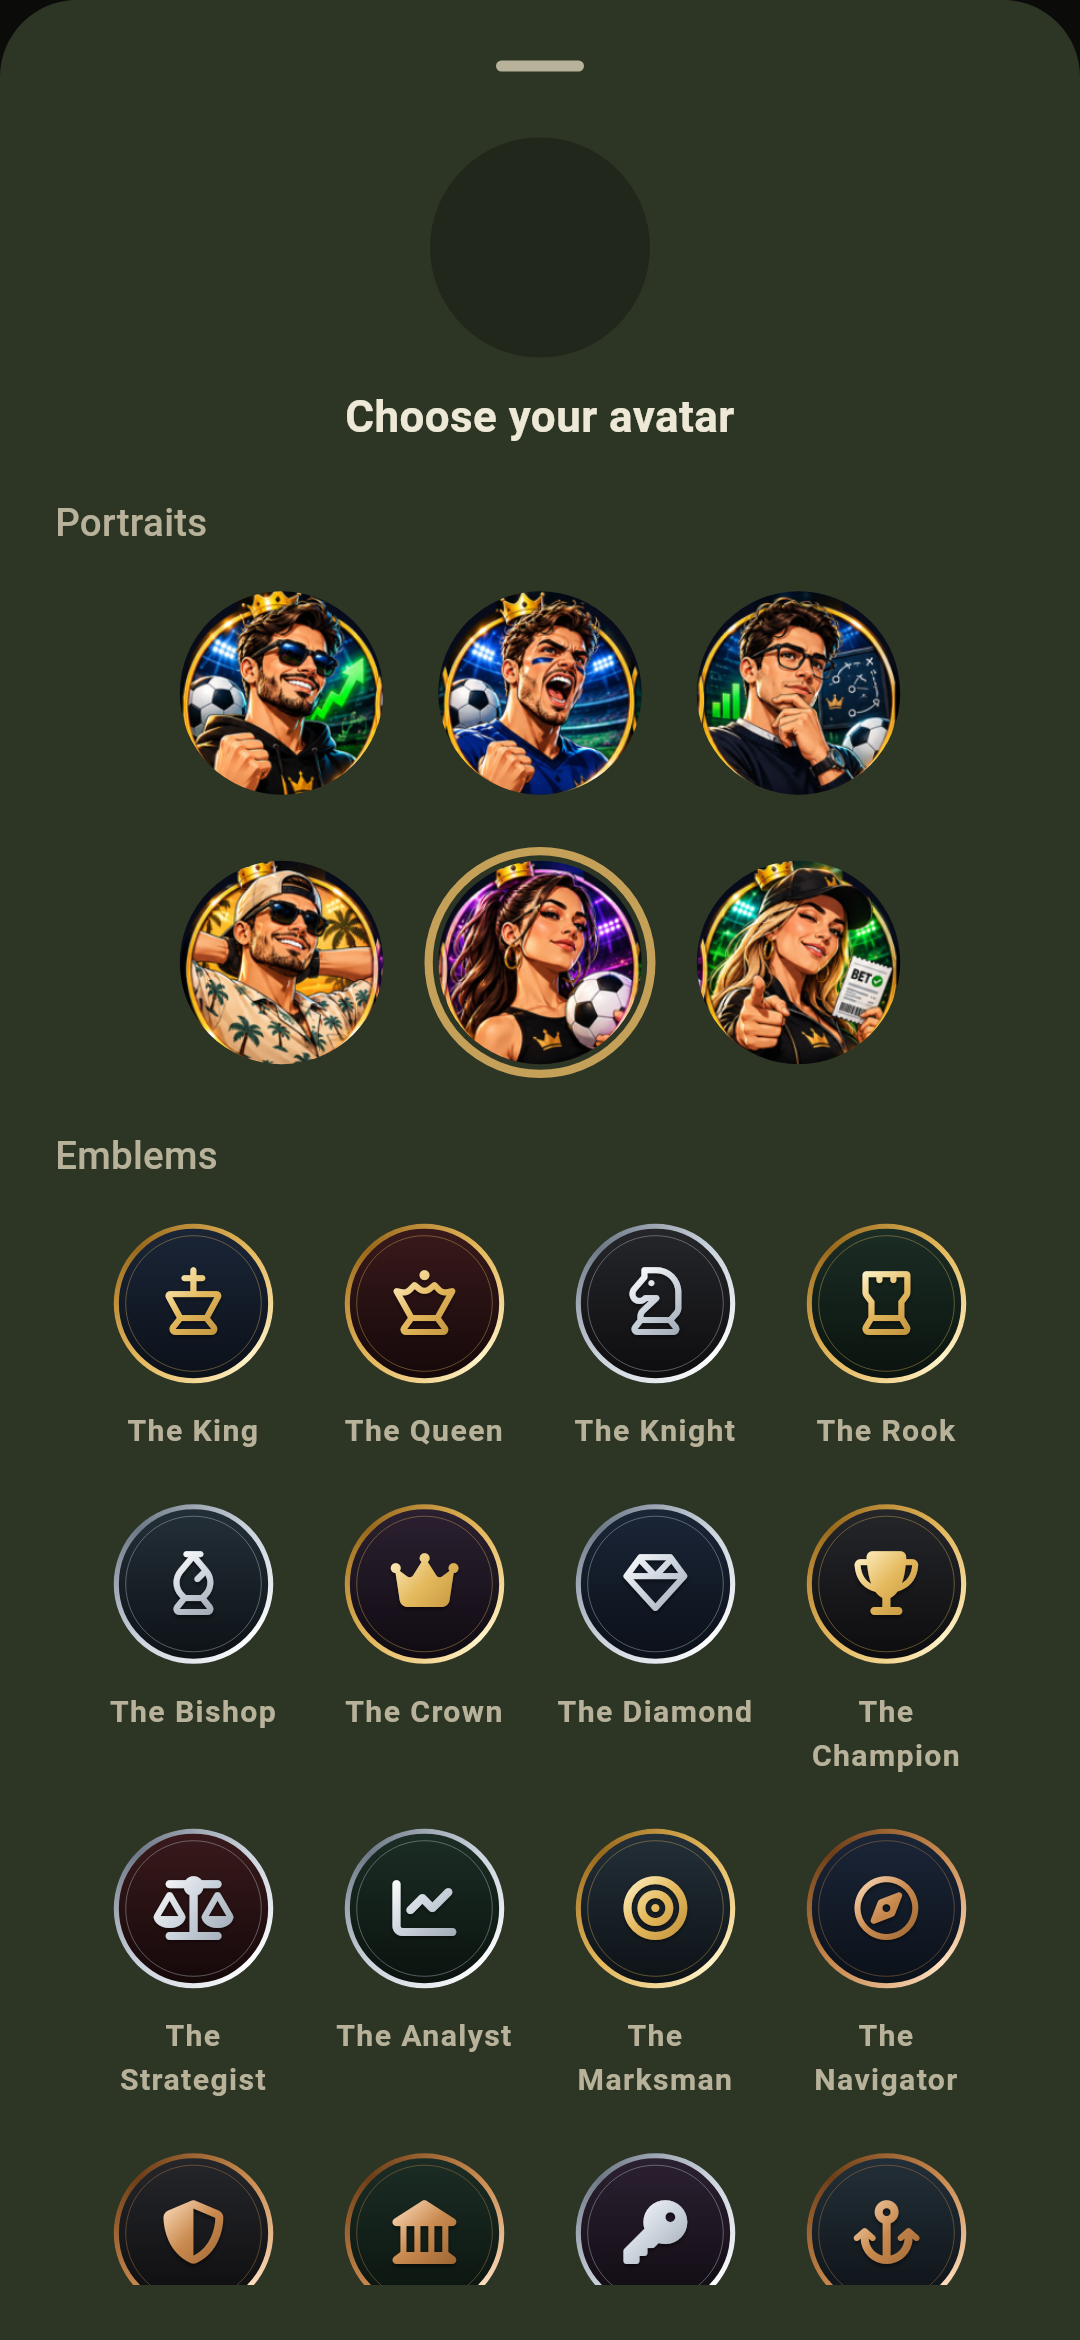 Choose your avatar
Portraits
BET
Emblems
The King
The Queen
The Knight
The Rook
The Bishop
The Crown
The Diamond
The
Champion
The
Strategist
The Analyst
The
Marksman
The
Navigator